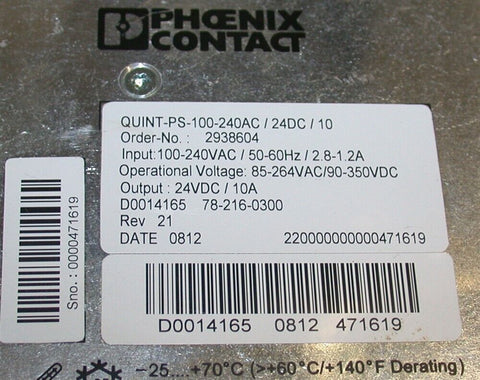 PHŒNIX
CONTACT
QUINT-PS-100-240AC / 24DC / 10
Order-No.: 2938604
Input:100-240VAC / 50-60Hz / 2.8-1.2A
Operational Voltage: 85-264VAC/90-350VDC
Output : 24VDC / 10A
D0014165 78-216-0300
Rev 21
DATE 0812 220000000000471619
Sno.: 0000471619
D0014165 0812 471619
-25....+70°C (>+60°C/+140°F Derating)